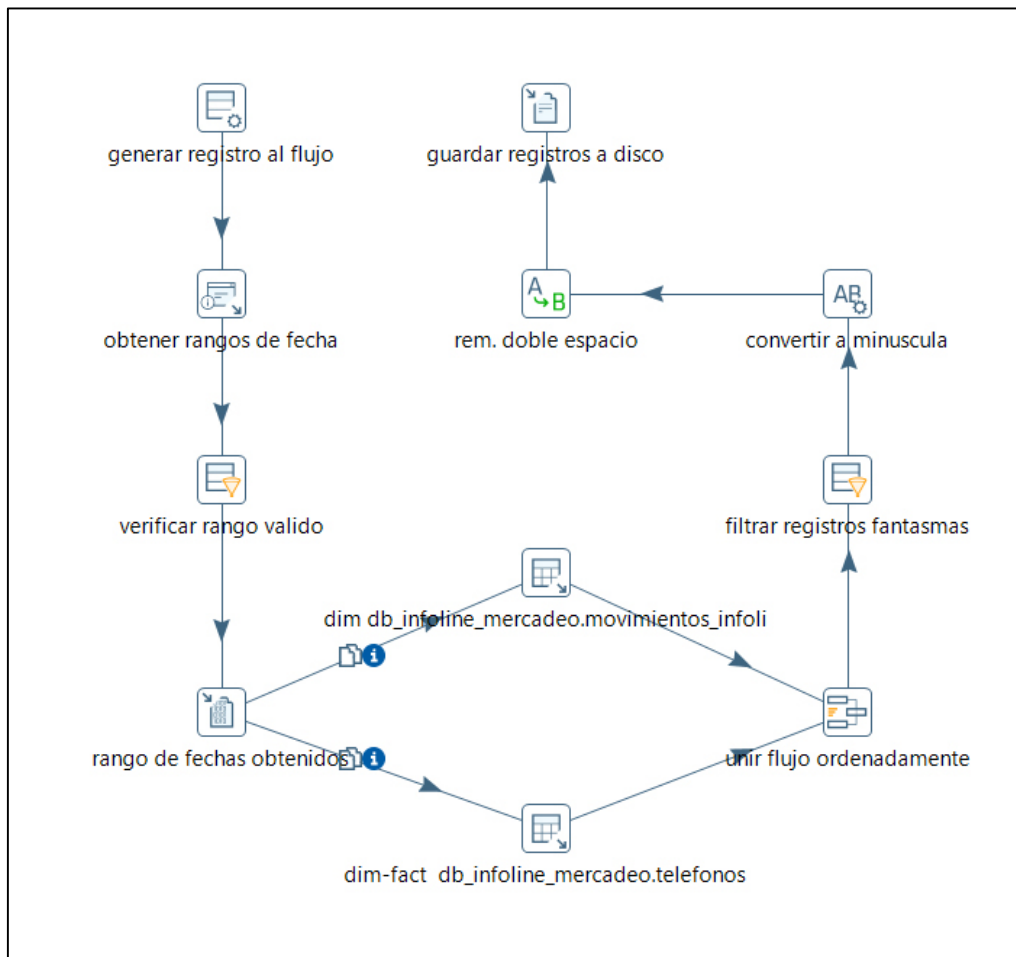 generar registro al flujo
guardar registros a disco
obtener rangos de fecha
rem. doble espacio
convertir a minuscula
verificar rango valido
filtrar registros fantasmas
dim db_infoline_mercadeo.movimientos_infoli
rango de fechas obtenidos
unir flujo ordenadamente
dim-fact db_infoline_mercadeo.telefonos